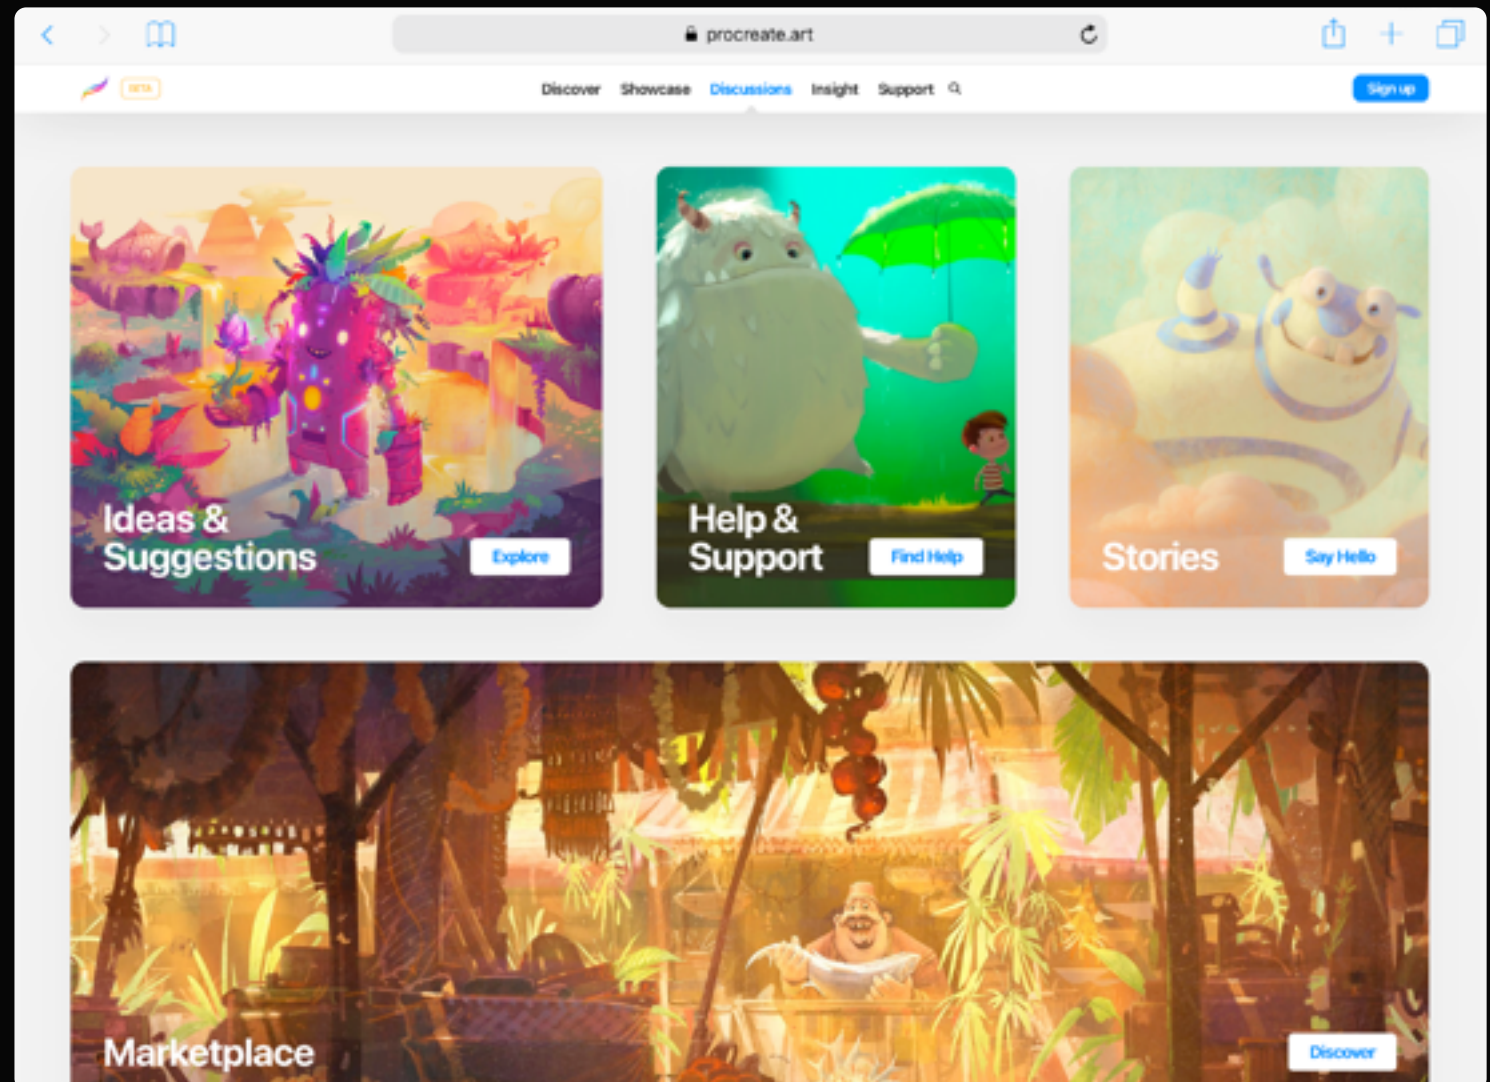 procreate.art
BETA
Discover Showcase Discussions Insight Support
Sign up
Ideas &
Suggestions
Explore
Help &
Support
Find Help
Stories
Say Hello
Marketplace
Discover